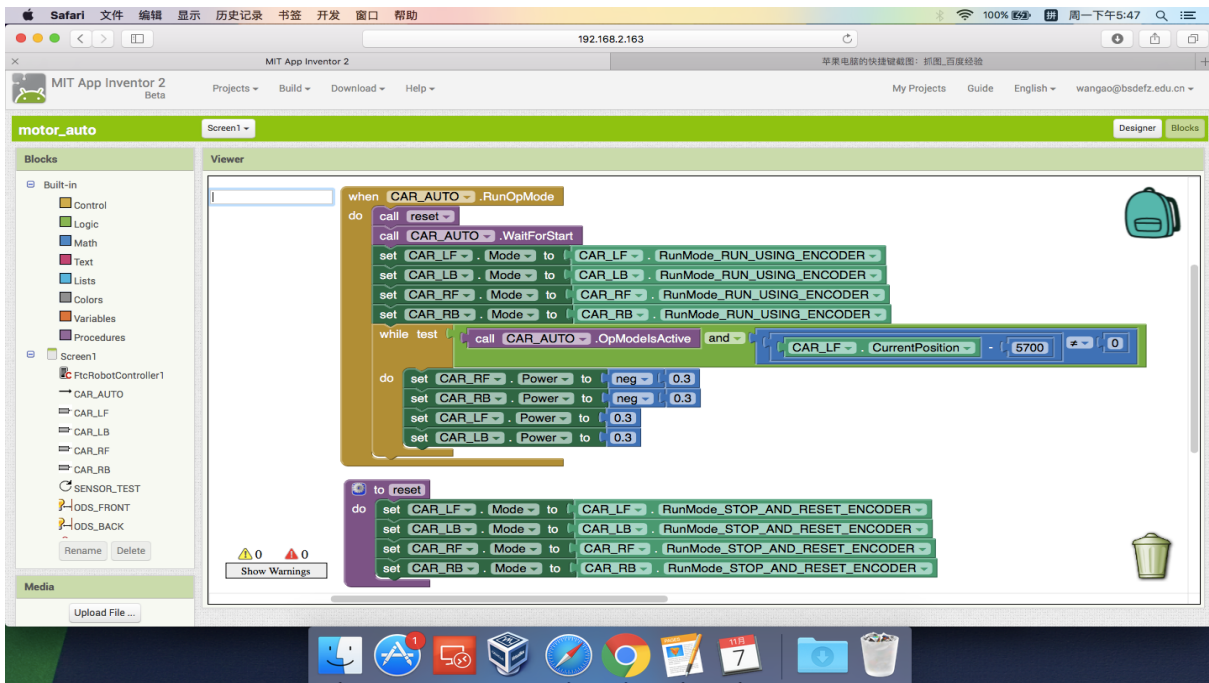 Safari 文件 编辑 显示 历史记录 书签 开发 窗口 帮助 100% 拼 周一下午5:47
192.168.2.163
MIT App Inventor 2 苹果电脑的快捷键截图：抓图_百度经验
MIT App Inventor 2 Beta Projects Build Download Help My Projects Guide English wangao@bsdefz.edu.cn
motor_auto Screen1 Designer Blocks
Blocks Viewer
Built-in
Control
Logic
Math
Text
Lists
Colors
Variables
Procedures
Screen1
FtcRobotController1
CAR_AUTO
CAR_LF
CAR_LB
CAR_RF
CAR_RB
SENSOR_TEST
ODS_FRONT
ODS_BACK
Rename Delete
Media
Upload File ...
when CAR_AUTO .RunOpMode
do call reset
call CAR_AUTO .WaitForStart
set CAR_LF . Mode to CAR_LF . RunMode_RUN_USING_ENCODER
set CAR_LB . Mode to CAR_LB . RunMode_RUN_USING_ENCODER
set CAR_RF . Mode to CAR_RF . RunMode_RUN_USING_ENCODER
set CAR_RB . Mode to CAR_RB . RunMode_RUN_USING_ENCODER
while test call CAR_AUTO .OpModeIsActive and CAR_LF . CurrentPosition - 5700 ≠ 0
do set CAR_RF . Power to neg 0.3
set CAR_RB . Power to neg 0.3
set CAR_LF . Power to 0.3
set CAR_LB . Power to 0.3
to reset
do set CAR_LF . Mode to CAR_LF . RunMode_STOP_AND_RESET_ENCODER
set CAR_LB . Mode to CAR_LB . RunMode_STOP_AND_RESET_ENCODER
set CAR_RF . Mode to CAR_RF . RunMode_STOP_AND_RESET_ENCODER
set CAR_RB . Mode to CAR_RB . RunMode_STOP_AND_RESET_ENCODER
0 0
Show Warnings
1
11月
7